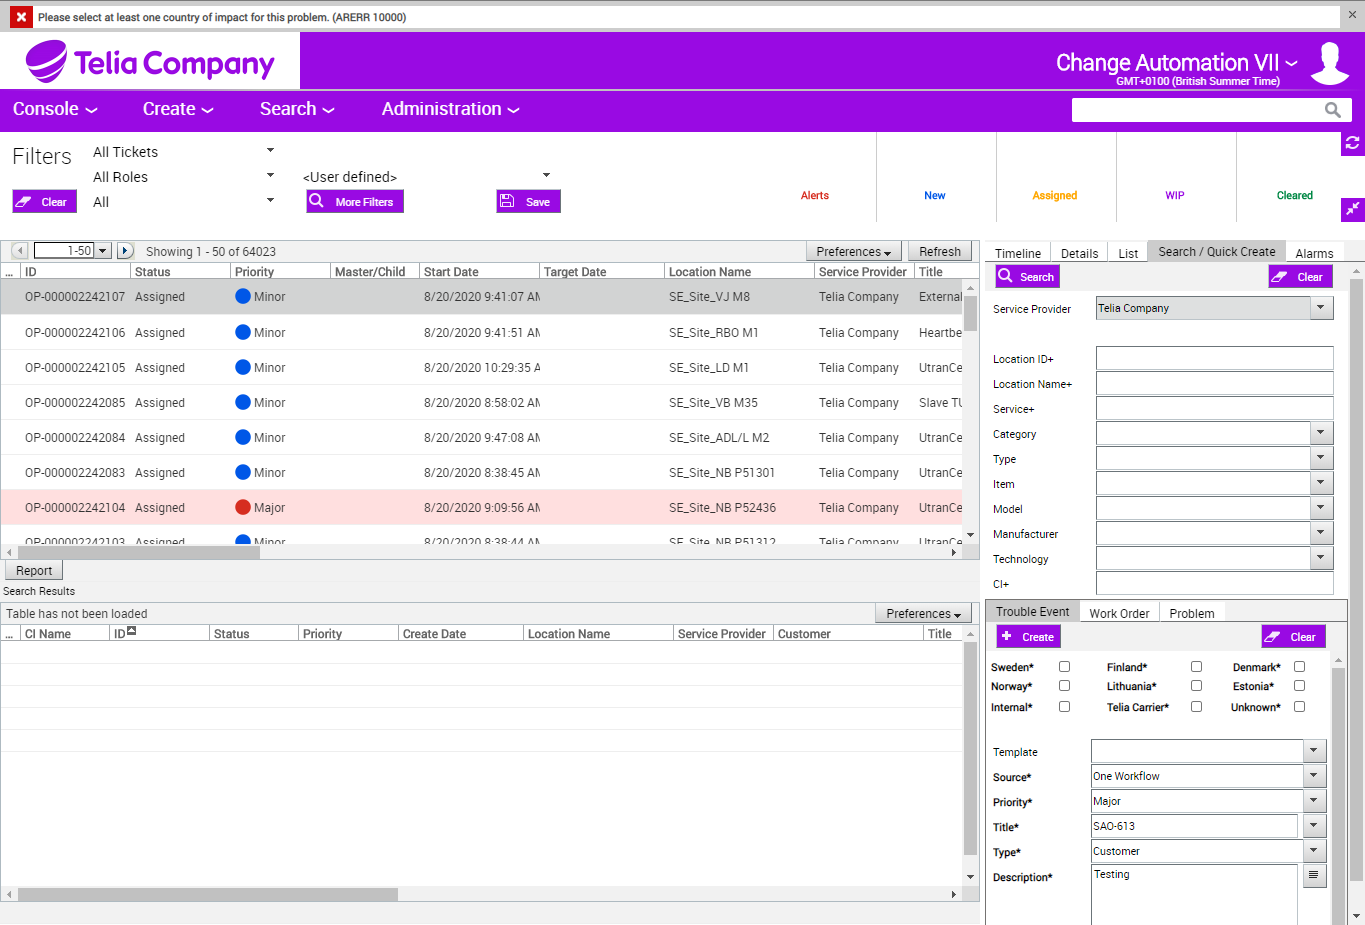 Please select at least one country of impact for this problem. (ARERR 10000)
Telia Company
Change Automation VII
GMT+0100 (British Summer Time)
Console Create Search Administration
Filters
All Tickets
All Roles
<User defined>
Clear
All
More Filters
Save
Alerts
New
Assigned
WIP
Cleared
1-50
Showing 1 - 50 of 64023
Preferences
Refresh
... ID Status Priority Master/Child Start Date Target Date Location Name Service Provider Title
OP-000002242107 Assigned Minor 8/20/2020 9:41:07 AM SE_Site_VJ M8 Telia Company External
OP-000002242106 Assigned Minor 8/20/2020 9:41:51 AM SE_Site_RBO M1 Telia Company Heartbe
OP-000002242105 Assigned Minor 8/20/2020 10:29:35 A SE_Site_LD M1 Telia Company UtranCe
OP-000002242085 Assigned Minor 8/20/2020 8:58:02 AM SE_Site_VB M35 Telia Company Slave TU
OP-000002242084 Assigned Minor 8/20/2020 9:47:08 AM SE_Site_ADL/L M2 Telia Company UtranCe
OP-000002242083 Assigned Minor 8/20/2020 8:38:45 AM SE_Site_NB P51301 Telia Company UtranCe
OP-000002242104 Assigned Major 8/20/2020 9:09:56 AM SE_Site_NB P52436 Telia Company UtranCe
OP-000002242103 Assigned Minor 8/20/2020 8:38:44 AM SE_Site_NB P51312 Telia Company UtranCe
Report
Search Results
Table has not been loaded
Preferences
... CI Name ID Status Priority Create Date Location Name Service Provider Customer Title
Timeline Details List Search / Quick Create Alarms
Search
Clear
Service Provider Telia Company
Location ID+
Location Name+
Service+
Category
Type
Item
Model
Manufacturer
Technology
CI+
Trouble Event Work Order Problem
Create
Clear
Sweden* Finland* Denmark*
Norway* Lithuania* Estonia*
Internal* Telia Carrier* Unknown*
Template
Source* One Workflow
Priority* Major
Title* SAO-613
Type* Customer
Description* Testing